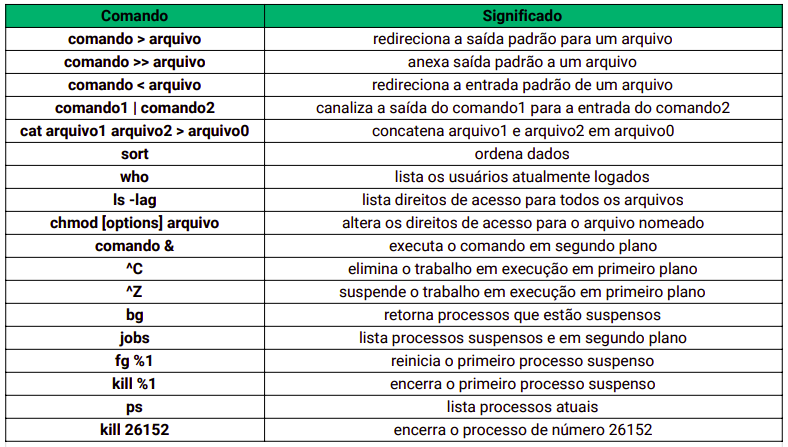 Comando Significado
comando > arquivo redireciona a saída padrão para um arquivo
comando >> arquivo anexa saída padrão a um arquivo
comando < arquivo redireciona a entrada padrão de um arquivo
comando1 | comando2 canaliza a saída do comando1 para a entrada do comando2
cat arquivo1 arquivo2 > arquivo0 concatena arquivo1 e arquivo2 em arquivo0
sort ordena dados
who lista os usuários atualmente logados
ls -lag lista direitos de acesso para todos os arquivos
chmod [options] arquivo altera os direitos de acesso para o arquivo nomeado
comando & executa o comando em segundo plano
^C elimina o trabalho em execução em primeiro plano
^Z suspende o trabalho em execução em primeiro plano
bg retorna processos que estão suspensos
jobs lista processos suspensos e em segundo plano
fg %1 reinicia o primeiro processo suspenso
kill %1 encerra o primeiro processo suspenso
ps lista processos atuais
kill 26152 encerra o processo de número 26152